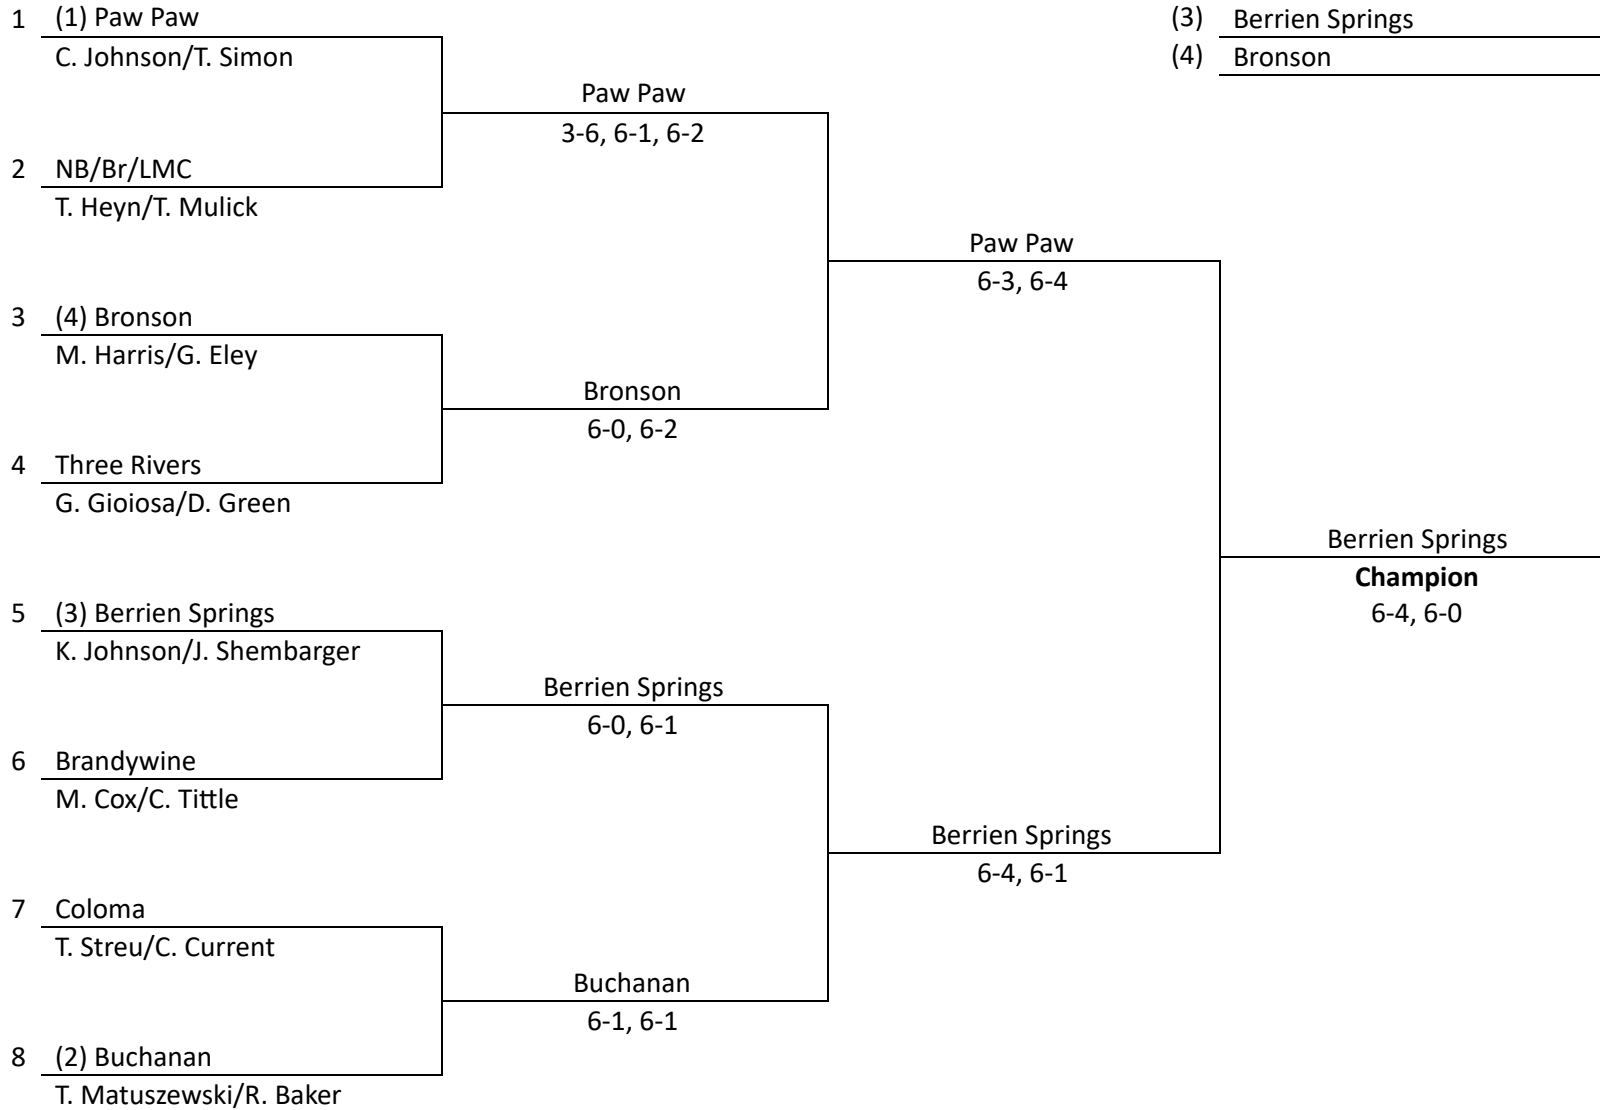 1 (1) Paw Paw
C. Johnson/T. Simon
2 NB/Br/LMC
T. Heyn/T. Mulick
3 (4) Bronson
M. Harris/G. Eley
4 Three Rivers
G. Gioiosa/D. Green
5 (3) Berrien Springs
K. Johnson/J. Shembarger
6 Brandywine
M. Cox/C. Tittle
7 Coloma
T. Streu/C. Current
8 (2) Buchanan
T. Matuszewski/R. Baker
Paw Paw
3-6, 6-1, 6-2
Bronson
6-0, 6-2
Berrien Springs
6-0, 6-1
Buchanan
6-1, 6-1
Paw Paw
6-3, 6-4
Berrien Springs
6-4, 6-1
(3) Berrien Springs
(4) Bronson
Berrien Springs
Champion
6-4, 6-0